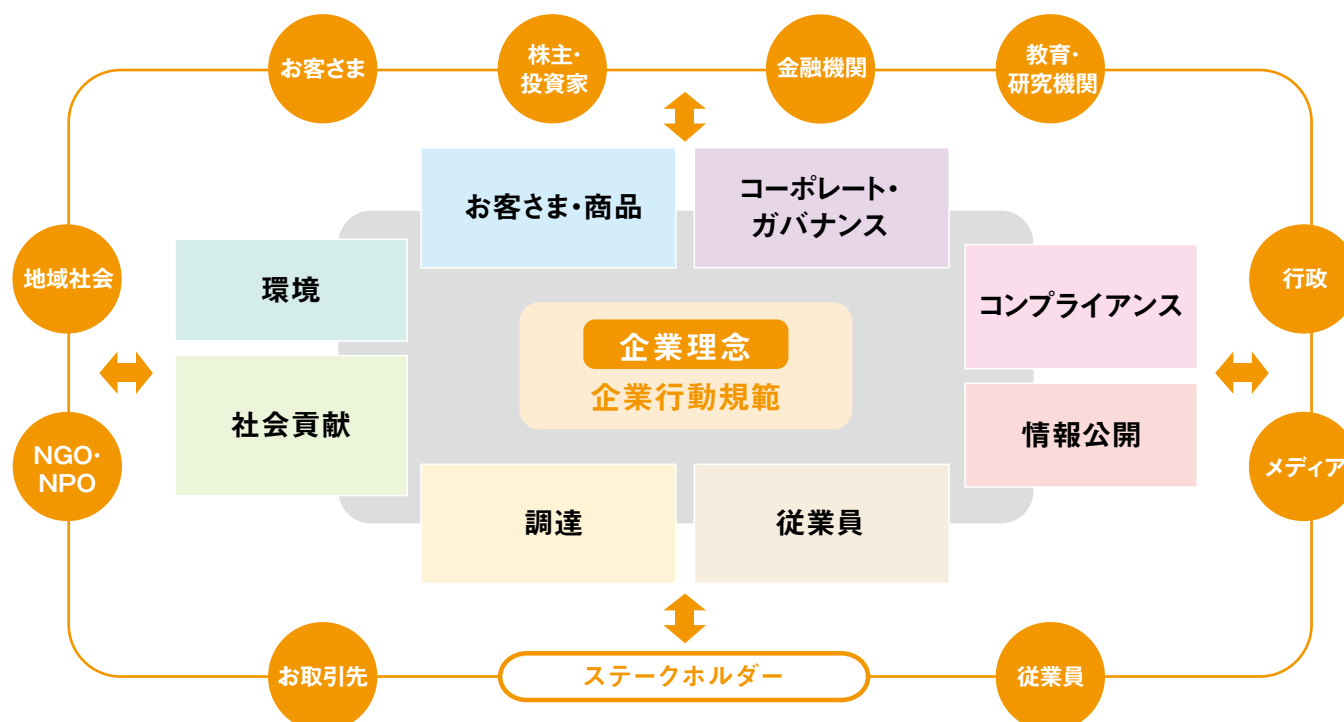 お客さま
株主・
投資家
金融機関
教育・
研究機関
お客さま・商品
コーポレート・
ガバナンス
地域社会
環境
コンプライアンス
行政
企業理念
企業行動規範
社会貢献
情報公開
NGO・
NPO
メディア
調達
従業員
お取引先
ステークホルダー
従業員